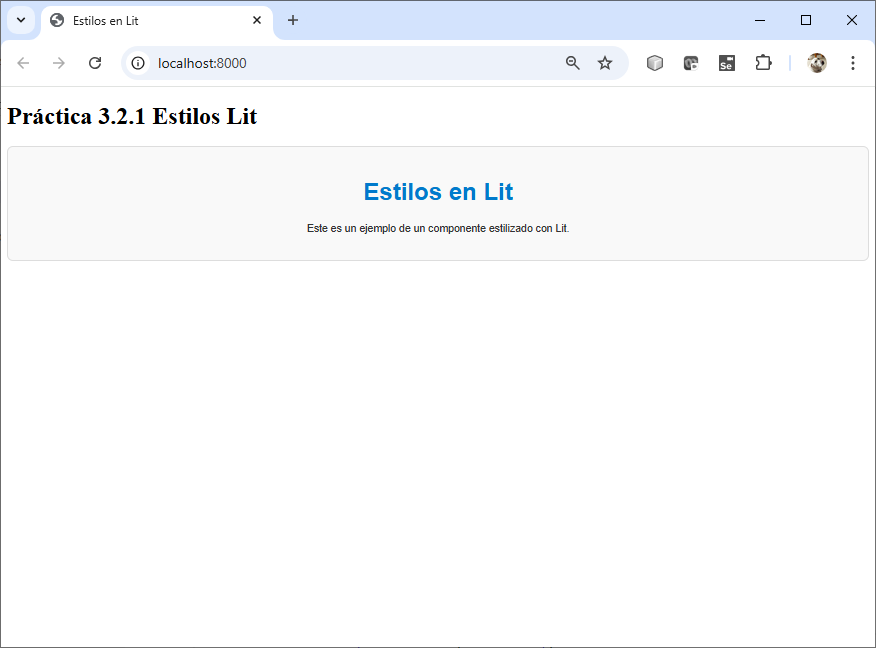 Estilos en Lit
localhost:8000
Se
Práctica 3.2.1 Estilos Lit
Estilos en Lit
Este es un ejemplo de un componente estilizado con Lit.